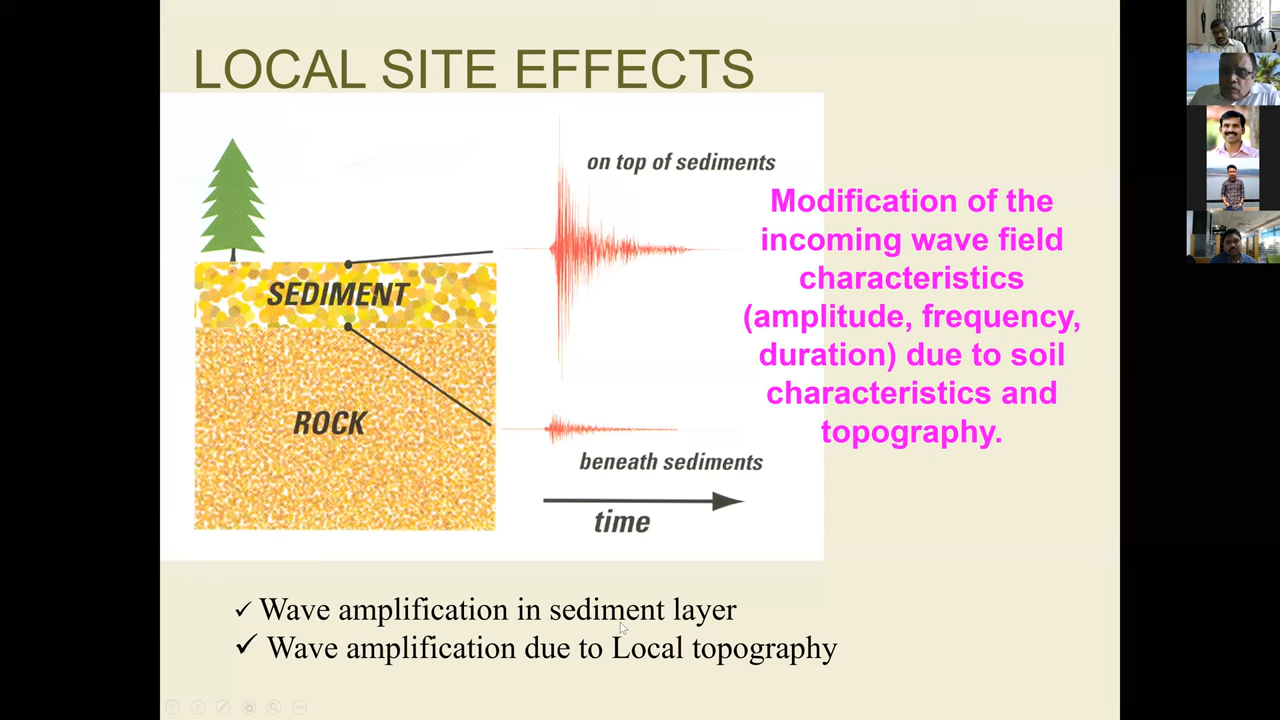 LOCAL SITE EFFECTS
on top of sediments
SEDIMENT
ROCK
beneath sediments
time
Modification of the
incoming wave field
characteristics
(amplitude, frequency,
duration) due to soil
characteristics and
topography.
✓ Wave amplification in sediment layer
✓ Wave amplification due to Local topography